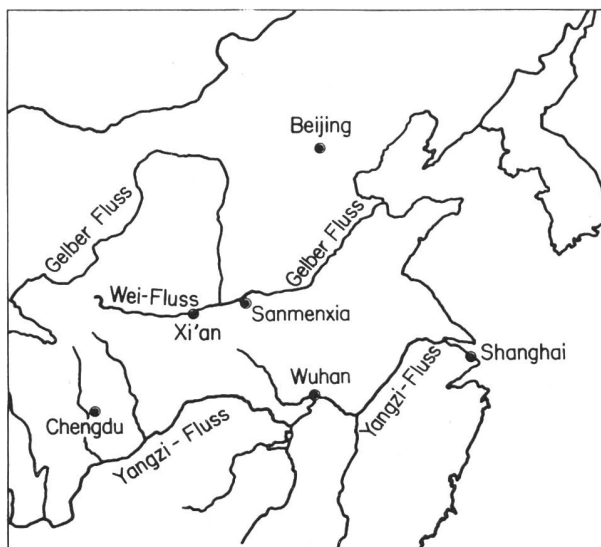 Beijing
Gelber Fluss
Gelber Fluss
Wei-Fluss
Xi'an
Sanmenxia
Shanghai
Wuhan
Yangzi-Fluss
Chengdu
Yangzi-Fluss